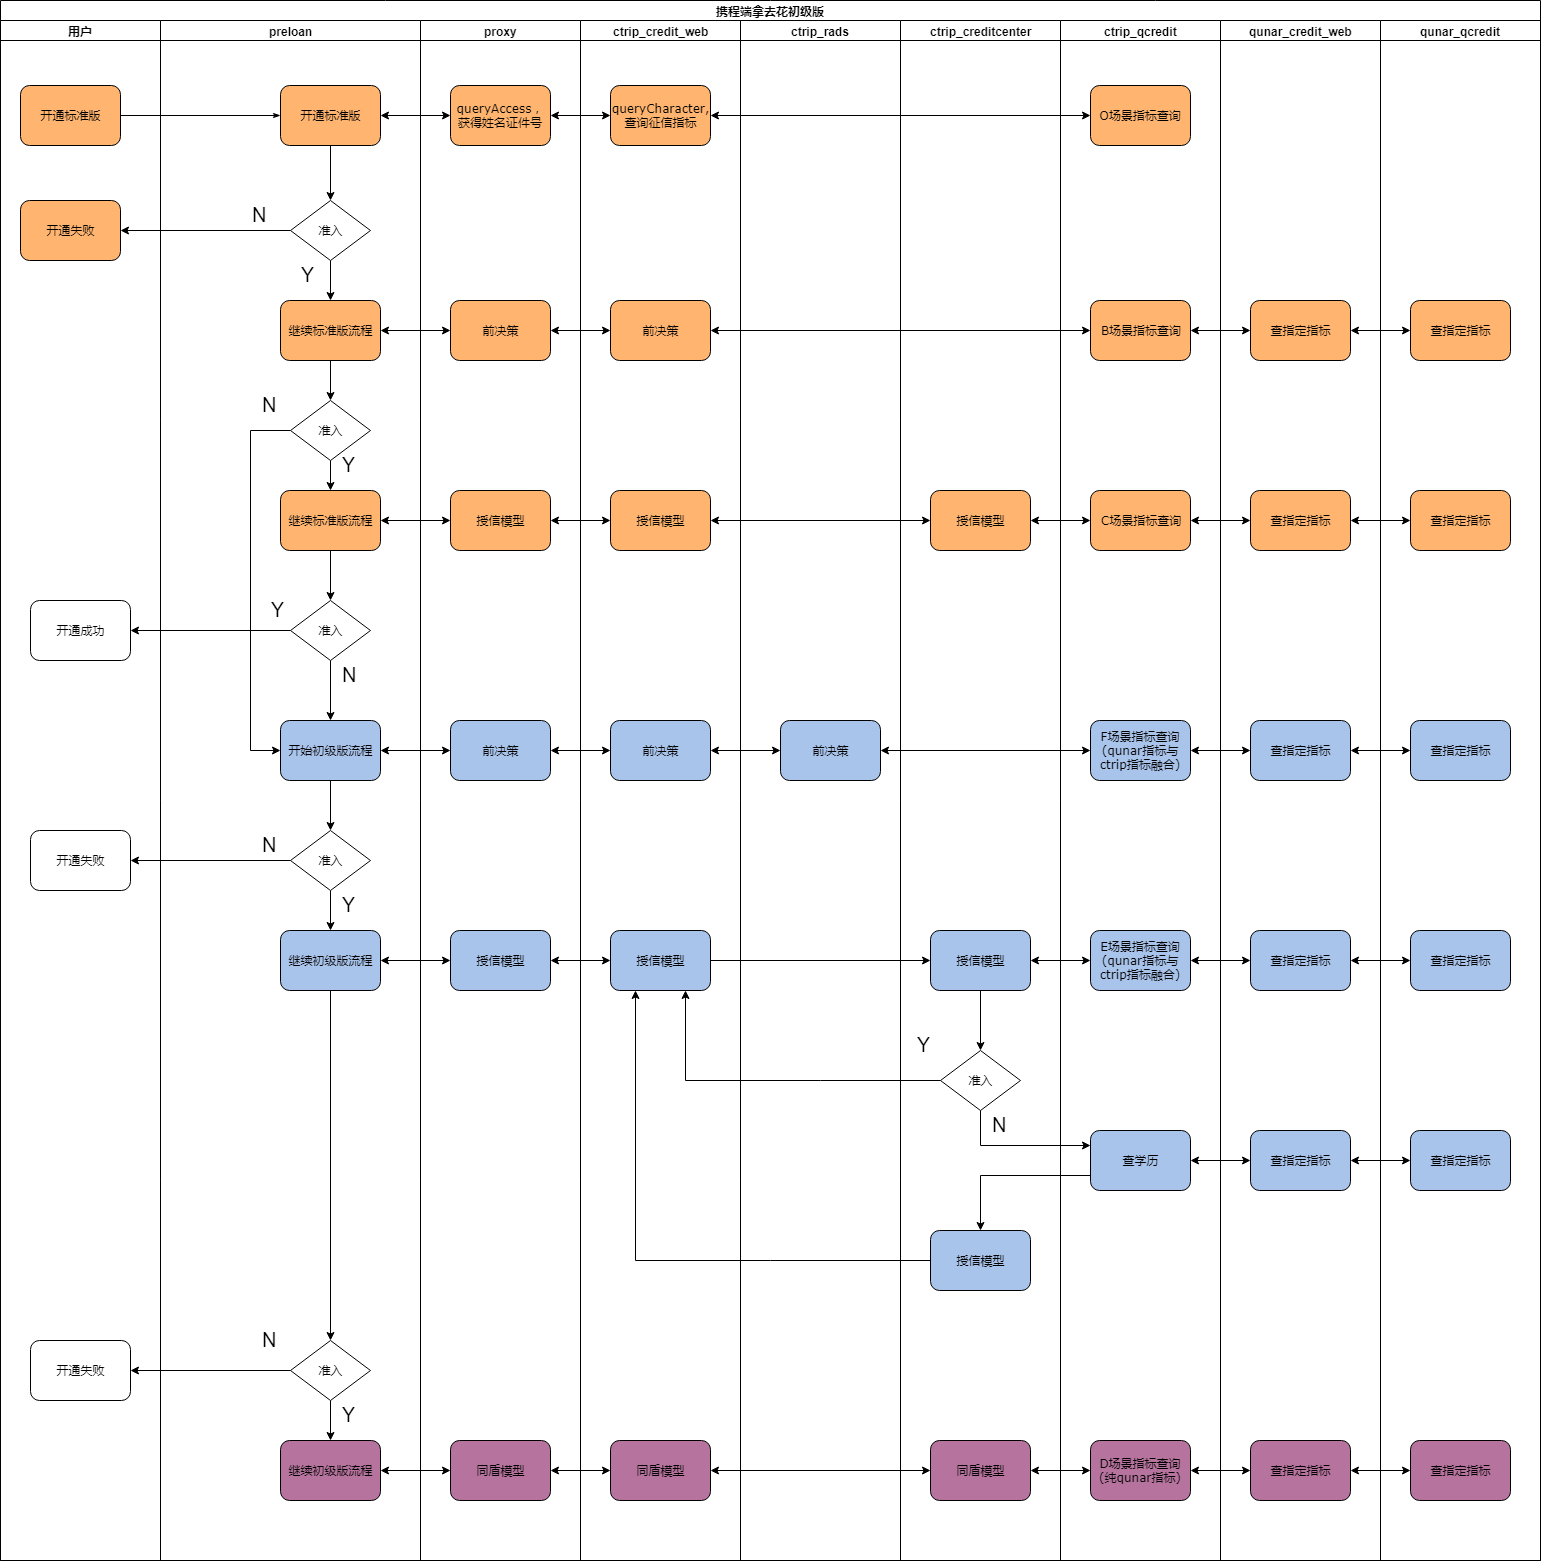 携程端拿去花初级版
用户
preloan
proxy
ctrip_credit_web
ctrip_rads
ctrip_creditcenter
ctrip_qcredit
qunar_credit_web
qunar_qcredit
开通标准版
开通标准版
queryAccess，
获得姓名证件号
queryCharacter,
查询征信指标
O场景指标查询
N
开通失败
准入
Y
继续标准版流程
前决策
前决策
B场景指标查询
查指定指标
查指定指标
N
准入
Y
继续标准版流程
授信模型
授信模型
授信模型
C场景指标查询
查指定指标
查指定指标
Y
开通成功
准入
N
开始初级版流程
前决策
前决策
前决策
F场景指标查询
（qunar指标与
ctrip指标融合）
查指定指标
查指定指标
N
开通失败
准入
Y
继续初级版流程
授信模型
授信模型
授信模型
E场景指标查询
（qunar指标与
ctrip指标融合）
查指定指标
查指定指标
Y
准入
N
查学历
查指定指标
查指定指标
授信模型
N
开通失败
准入
Y
继续初级版流程
同盾模型
同盾模型
同盾模型
D场景指标查询
（纯qunar指标）
查指定指标
查指定指标